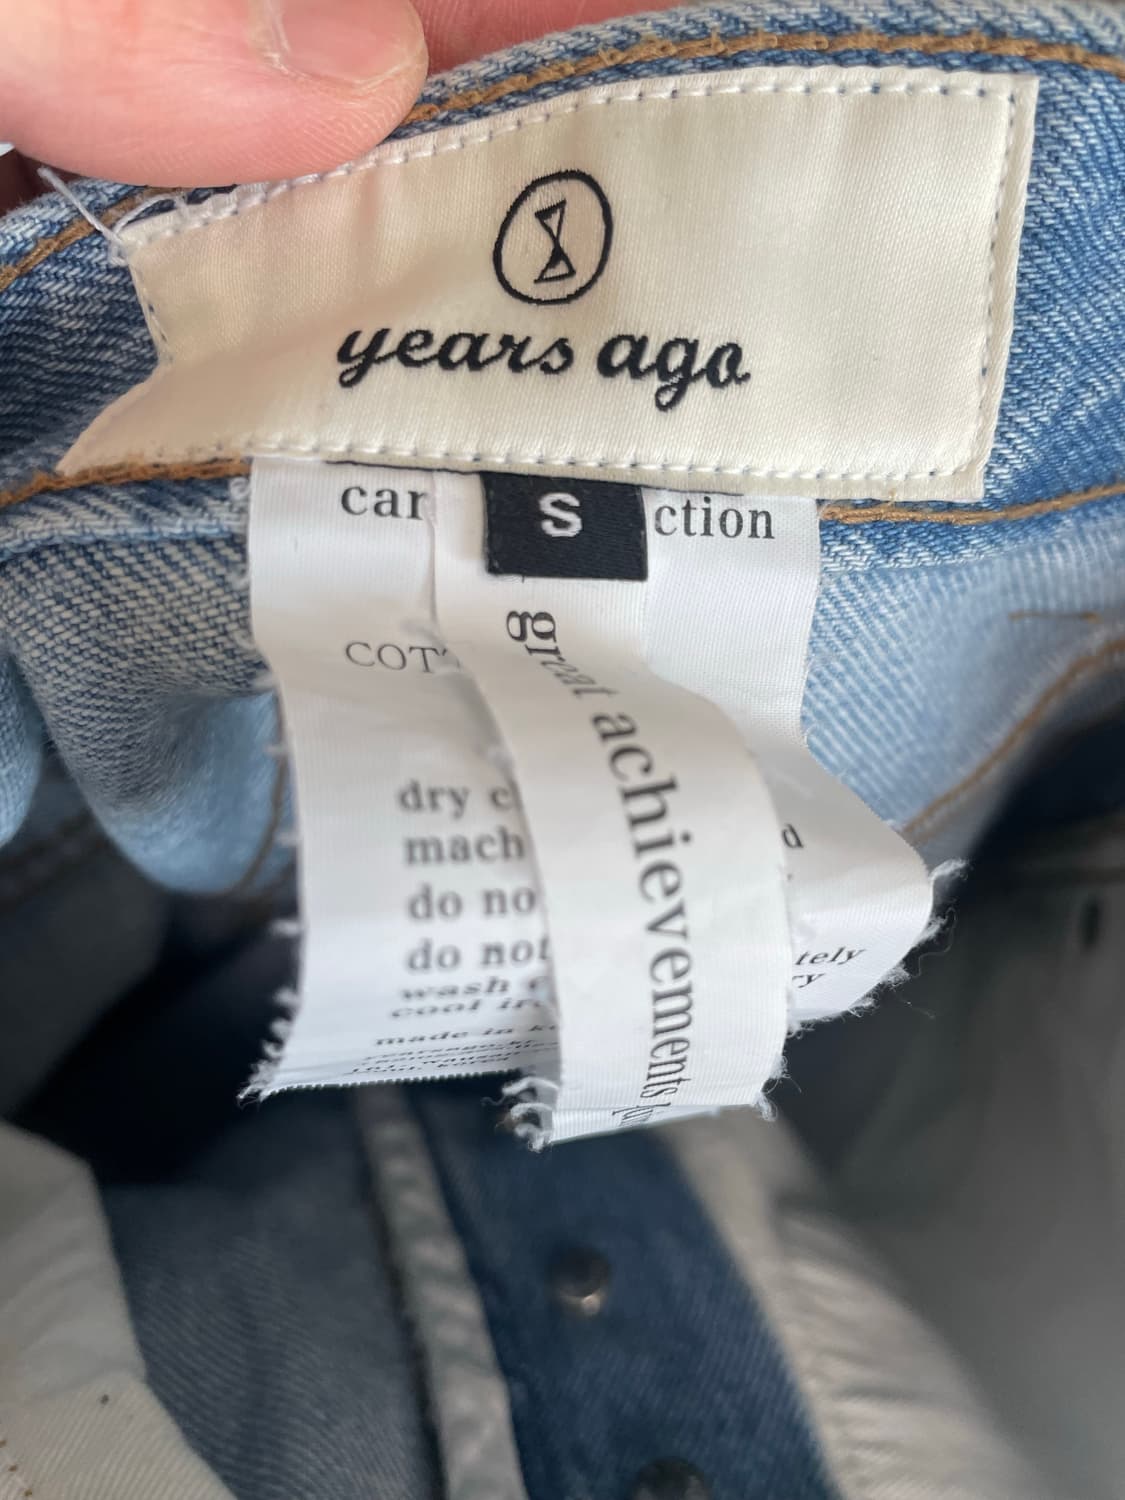 years ago
car
S
ction
great achievements
COT
dry c
mach
d
do no
do not
tely
wash
ry
cool ir
made in k